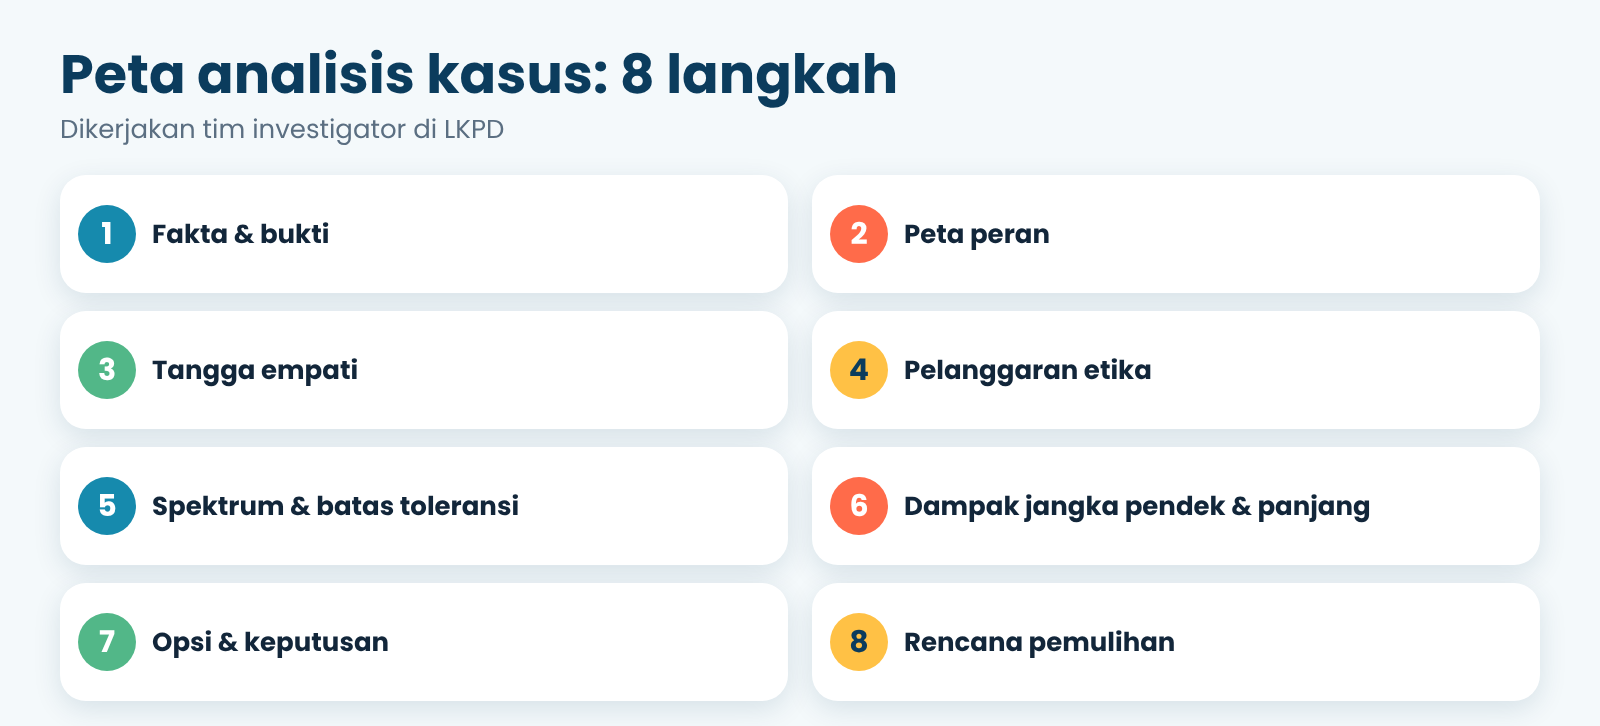 Peta analisis kasus: 8 langkah
Dikerjakan tim investigator di LKPD
1 Fakta & bukti
2 Peta peran
3 Tangga empati
4 Pelanggaran etika
5 Spektrum & batas toleransi
6 Dampak jangka pendek & panjang
7 Opsi & keputusan
8 Rencana pemulihan